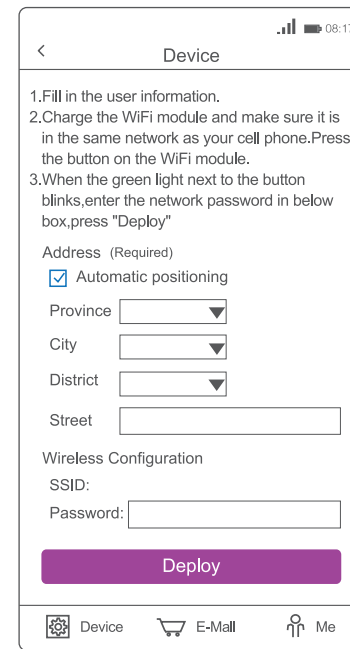 08:17
Device
1.Fill in the user information.
2.Charge the WiFi module and make sure it is
in the same network as your cell phone.Press
the button on the WiFi module.
3.When the green light next to the button
blinks,enter the network password in below
box,press "Deploy"
Address (Required)
Automatic positioning
Province
City
District
Street
Wireless Configuration
SSID:
Password:
Deploy
Device E-Mall Me